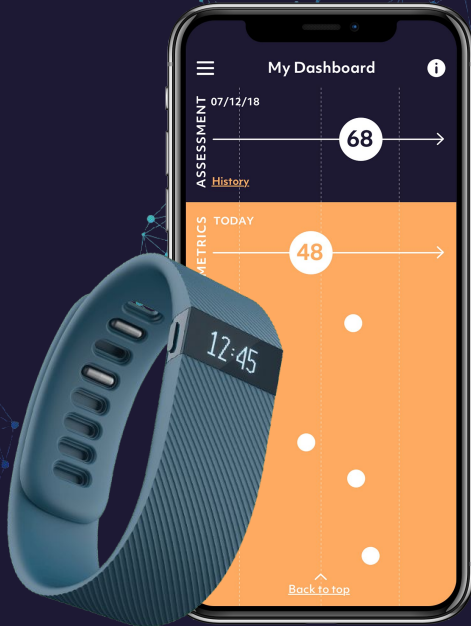 My Dashboard
i
ASSESSMENT
07/12/18
68
History
METRICS
TODAY
48
12:45
Back to top